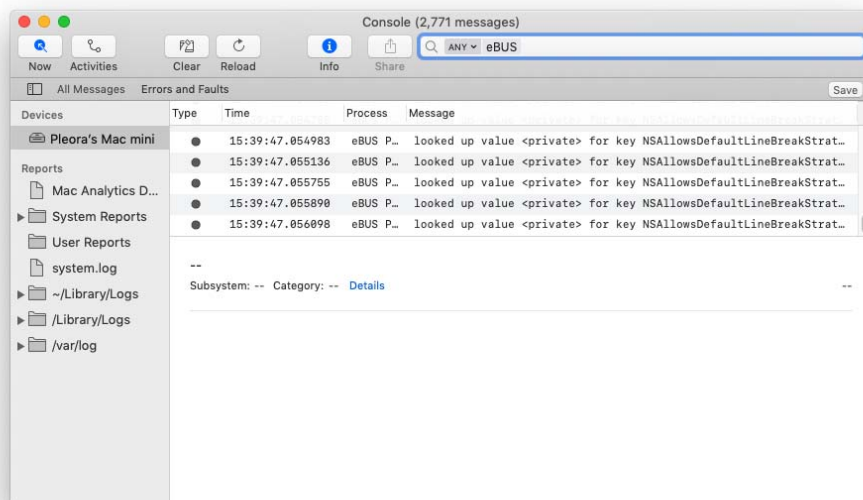 Console (2,771 messages)
ANY eBUS
Now Activities Clear Reload Info Share
All Messages Errors and Faults Save
Devices
Pleora's Mac mini
Reports
Mac Analytics D...
System Reports
User Reports
system.log
~/Library/Logs
/Library/Logs
/var/log
Type Time Process Message
15:39:47.054983 eBUS P… looked up value <private> for key NSAllowsDefaultLineBreakStrat…
15:39:47.055136 eBUS P… looked up value <private> for key NSAllowsDefaultLineBreakStrat…
15:39:47.055755 eBUS P… looked up value <private> for key NSAllowsDefaultLineBreakStrat…
15:39:47.055890 eBUS P… looked up value <private> for key NSAllowsDefaultLineBreakStrat…
15:39:47.056098 eBUS P… looked up value <private> for key NSAllowsDefaultLineBreakStrat…
--
Subsystem: -- Category: -- Details --